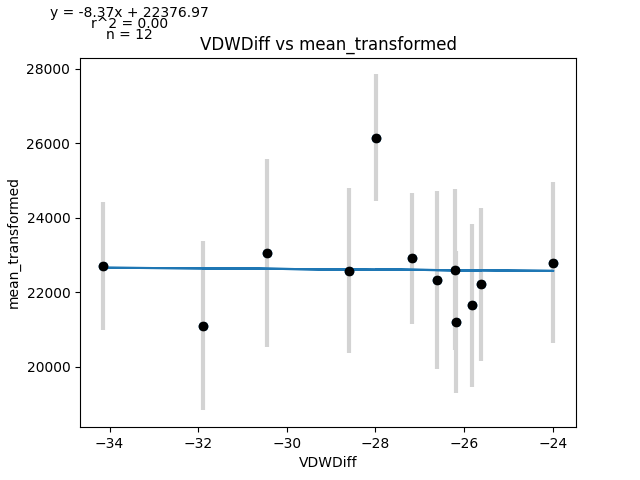 y = -8.37x + 22376.97
r^2 = 0.00
n = 12
VDWDiff vs mean_transformed
28000
26000
24000
22000
20000
mean_transformed
−34 −32 −30 −28 −26 −24
VDWDiff